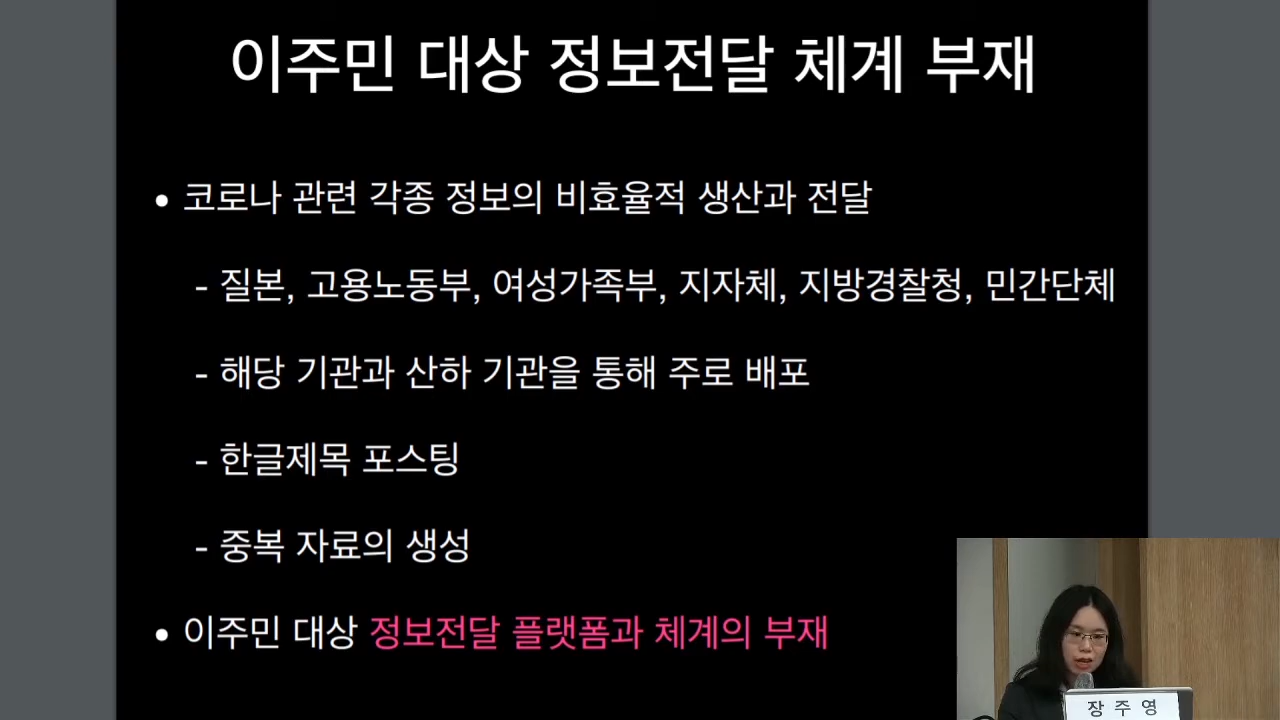 이주민 대상 정보전달 체계 부재
• 코로나 관련 각종 정보의 비효율적 생산과 전달
- 질본, 고용노동부, 여성가족부, 지자체, 지방경찰청, 민간단체
- 해당 기관과 산하 기관을 통해 주로 배포
- 한글제목 포스팅
- 중복 자료의 생성
• 이주민 대상 정보전달 플랫폼과 체계의 부재
장 주 영